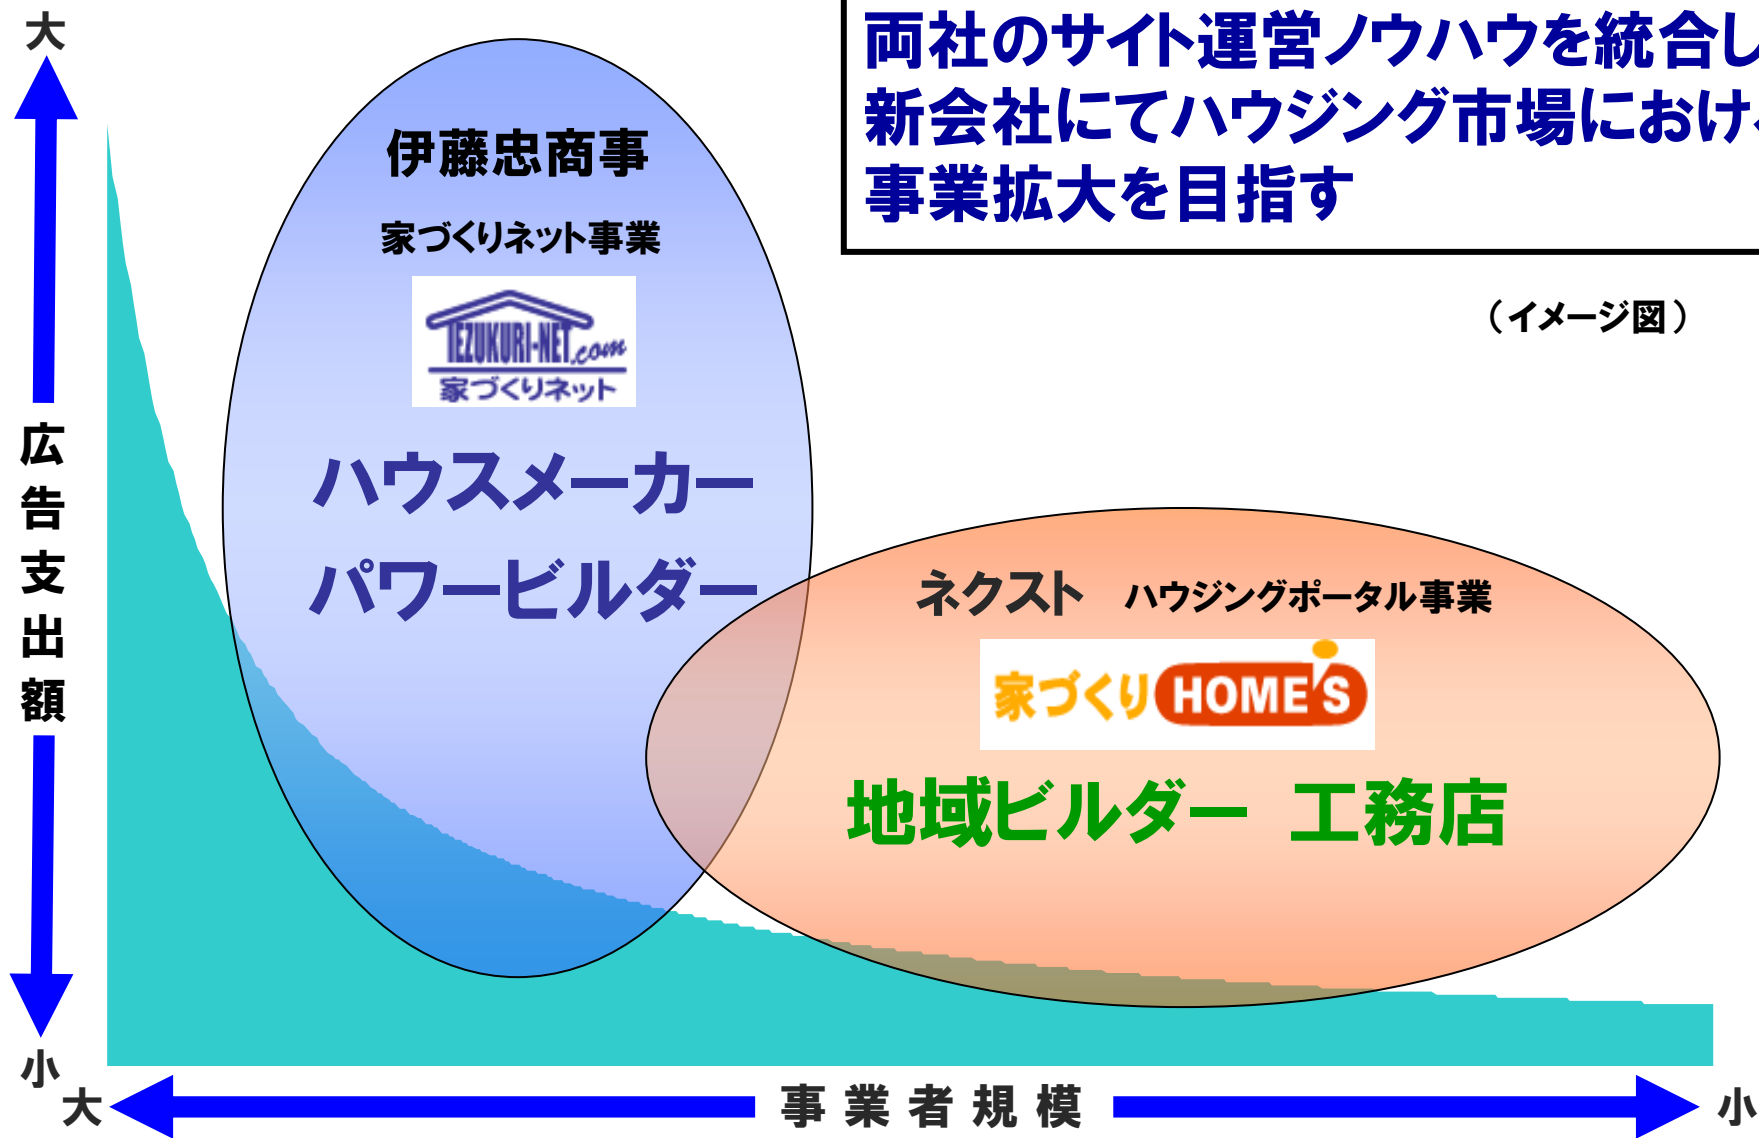 大
両社のサイト運営ノウハウを統合し
新会社にてハウジング市場における
事業拡大を目指す
伊藤忠商事
家づくりネット事業
IEZUKURI-NET.com
家づくりネット
(イメージ図)
ハウスメーカー
パワービルダー
広告支出額
ネクスト ハウジングポータル事業
家づくり HOME'S
地域ビルダー 工務店
小
大
事業者規模
小